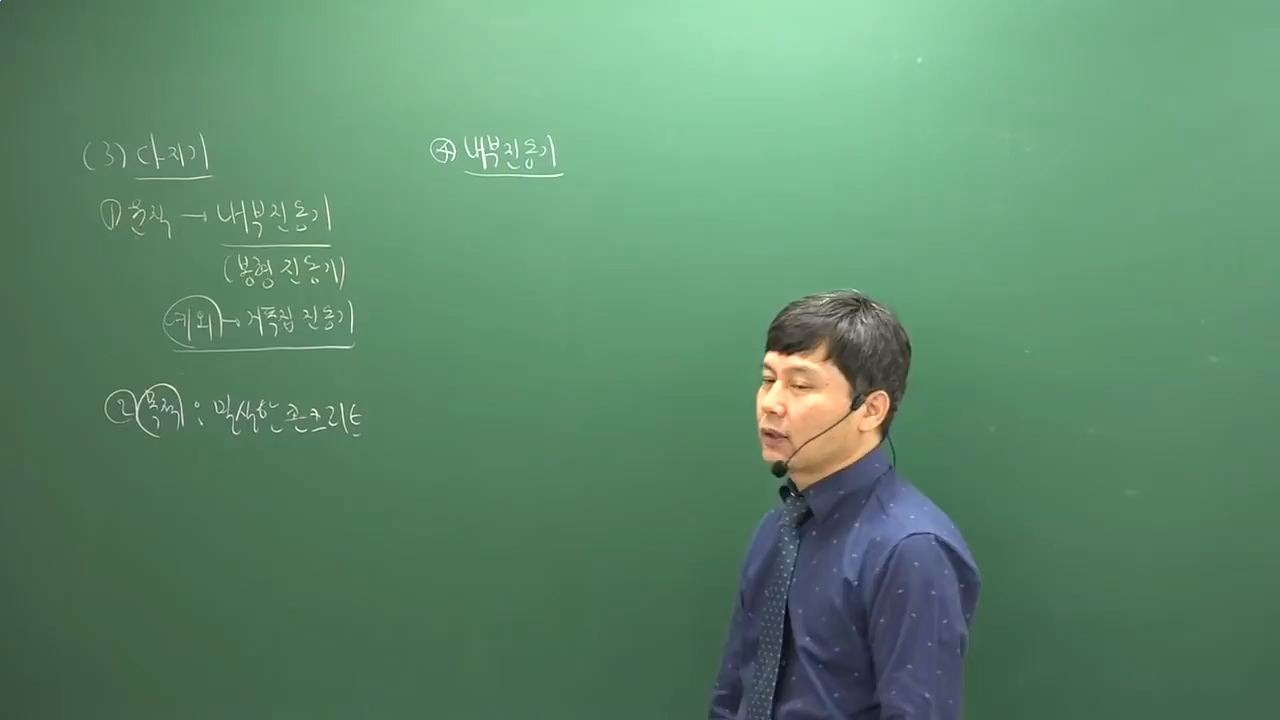 (3) 다지기
① 원칙 → 내부진동기
(봉형 진동기)
예외 → 거푸집 진동기
② 목적 : 밀실한 콘크리트
④ 내부진동기